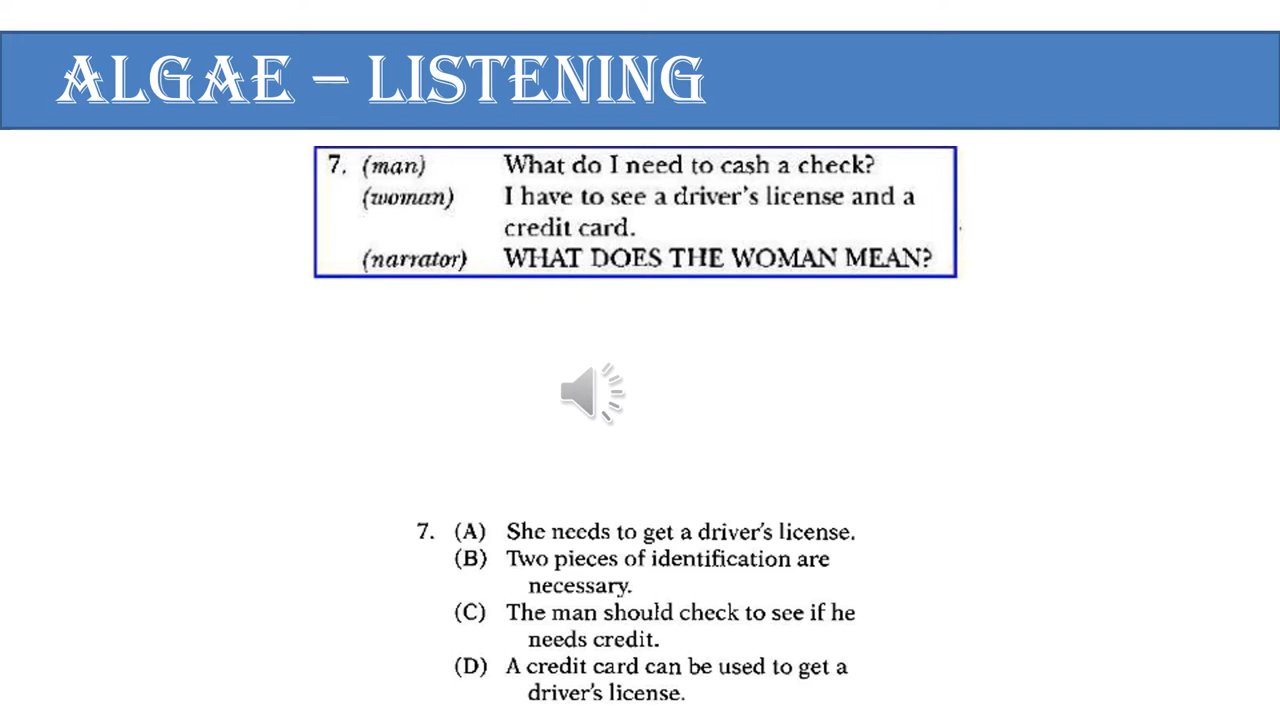 ALGAE – LISTENING
7. (man) What do I need to cash a check?
(woman) I have to see a driver's license and a
credit card.
(narrator) WHAT DOES THE WOMAN MEAN?
7. (A) She needs to get a driver's license.
(B) Two pieces of identification are
necessary.
(C) The man should check to see if he
needs credit.
(D) A credit card can be used to get a
driver's license.